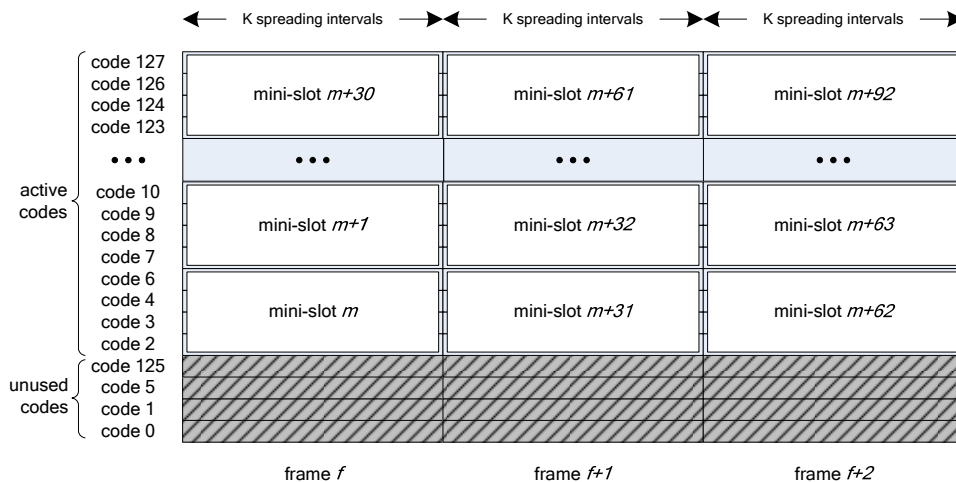 K spreading intervals K spreading intervals K spreading intervals
code 127
code 126
code 124
code 123
mini-slot m+30 mini-slot m+61 mini-slot m+92
••• ••• ••• •••
active
codes
code 10
code 9
code 8
code 7
mini-slot m+1 mini-slot m+32 mini-slot m+63
code 6
code 4
code 3
code 2
mini-slot m mini-slot m+31 mini-slot m+62
unused
codes
code 125
code 5
code 1
code 0
frame f frame f+1 frame f+2